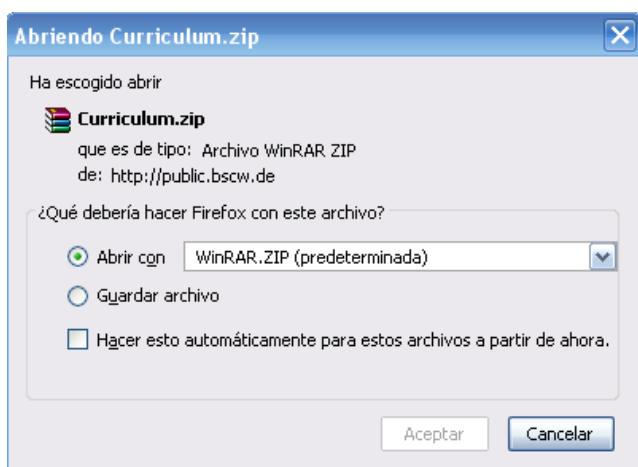 Abriendo Curriculum.zip
Ha escogido abrir
Curriculum.zip
que es de tipo: Archivo WinRAR ZIP
de: http://public.bscw.de
¿Qué debería hacer Firefox con este archivo?
Abrir con WinRAR.ZIP (predeterminada)
Guardar archivo
Hacer esto automáticamente para estos archivos a partir de ahora.
Aceptar Cancelar